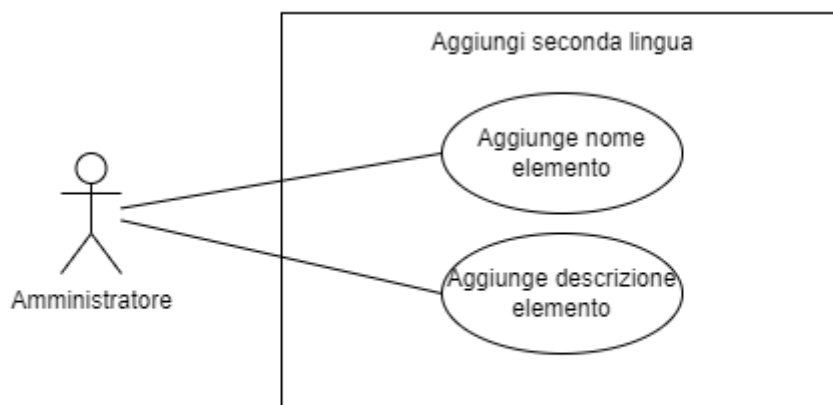 Aggiungi seconda lingua
Aggiunge nome
elemento
Aggiunge descrizione
elemento
Amministratore